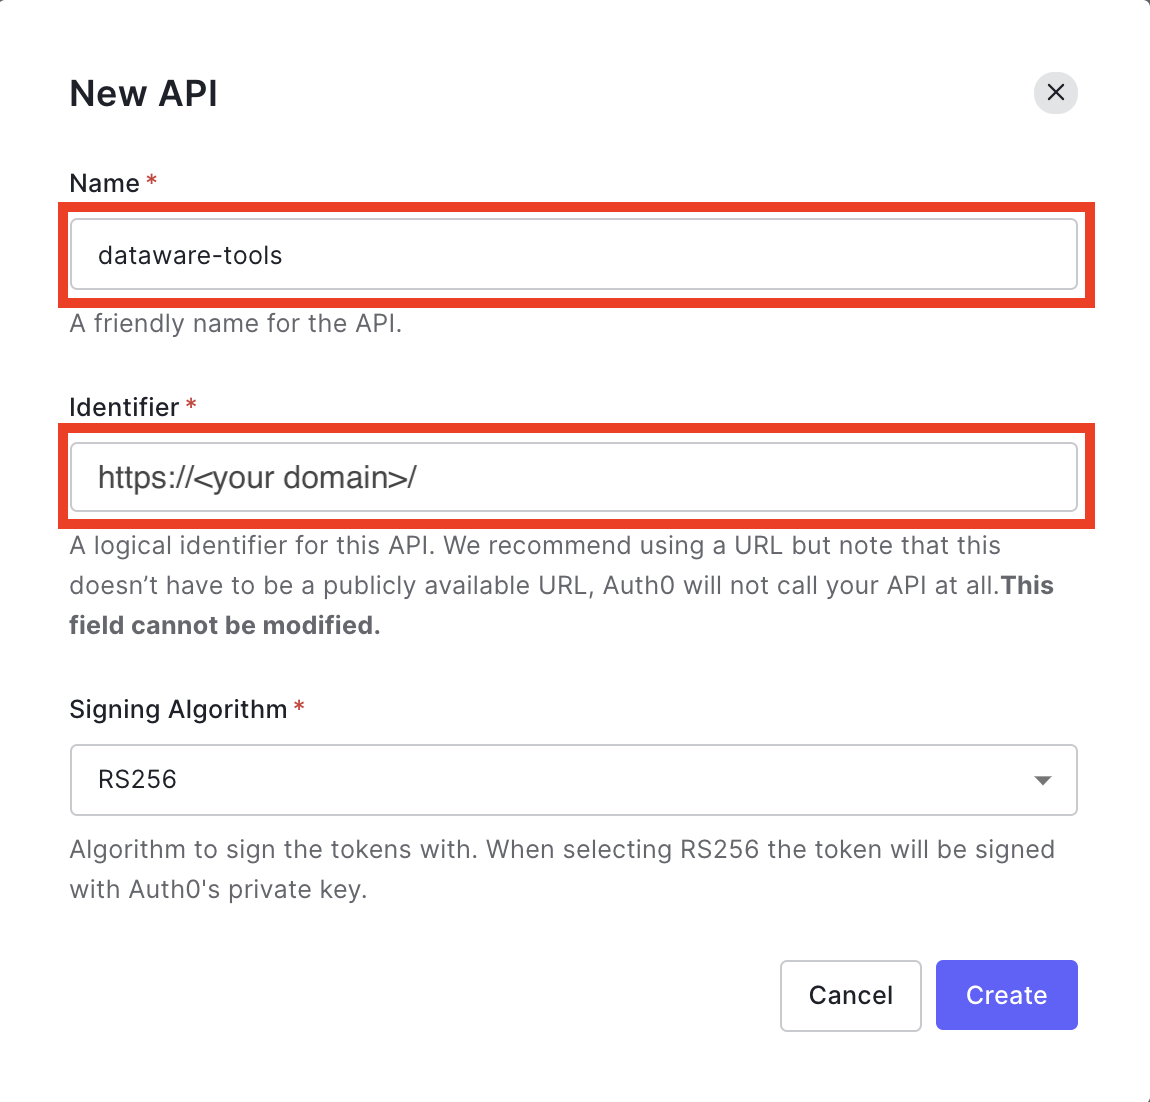 New API
Name *
dataware-tools
A friendly name for the API.
Identifier *
https://<your domain>/
A logical identifier for this API. We recommend using a URL but note that this
doesn’t have to be a publicly available URL, Auth0 will not call your API at all.This
field cannot be modified.
Signing Algorithm *
RS256
Algorithm to sign the tokens with. When selecting RS256 the token will be signed
with Auth0's private key.
Cancel
Create